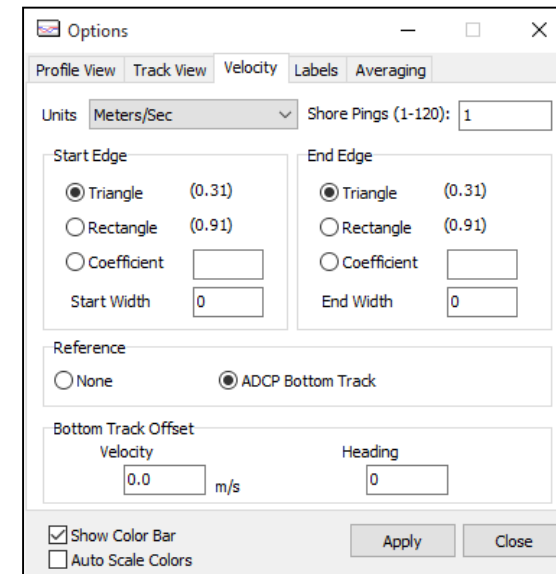 Options
Profile View Track View Velocity Labels Averaging
Units Meters/Sec Shore Pings (1-120): 1
Start Edge
Triangle (0.31)
Rectangle (0.91)
Coefficient
Start Width 0
End Edge
Triangle (0.31)
Rectangle (0.91)
Coefficient
End Width 0
Reference
None ADCP Bottom Track
Bottom Track Offset
Velocity Heading
0.0 m/s 0
Show Color Bar
Auto Scale Colors
Apply Close